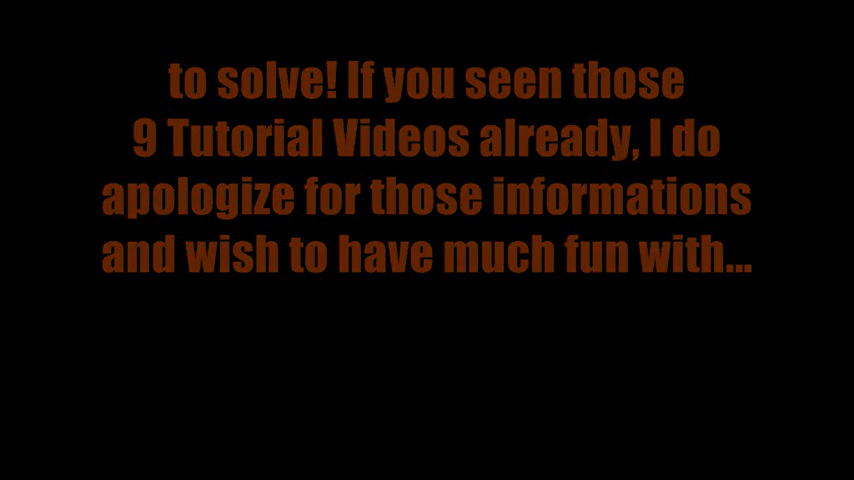 to solve! If you seen those
9 Tutorial Videos already, I do
apologize for those informations
and wish to have much fun with...